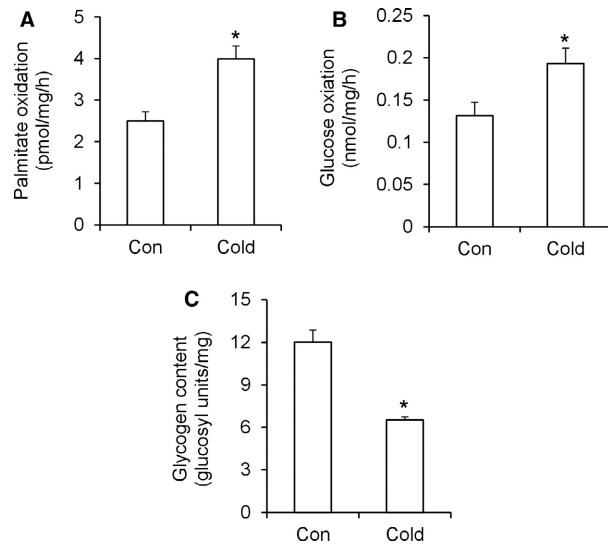 A
Palmitate oxidation
(pmol/mg/h)
5
4
3
2
1
0
*
Con Cold
B
Glucose oxiation
(nmol/mg/h)
0.25
0.2
0.15
0.1
0.05
0
*
Con Cold
C
Glycogen content
(glucosyl units/mg)
15
12
9
6
3
0
*
Con Cold